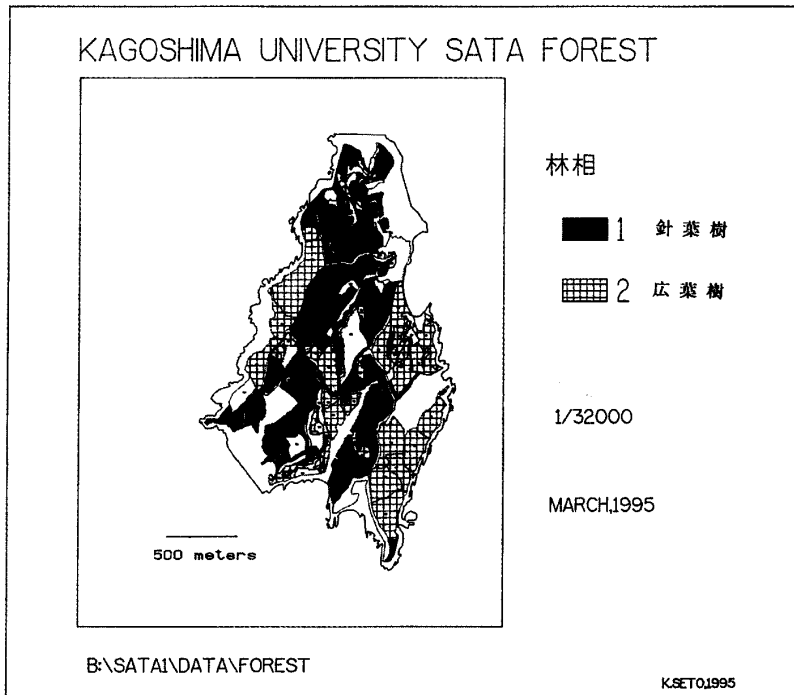 KAGOSHIMA UNIVERSITY SATA FOREST
林相
1 針葉樹
2 広葉樹
1/32000
MARCH,1995
500 meters
B:\SATA1\DATA\FOREST
K.SETO,1995